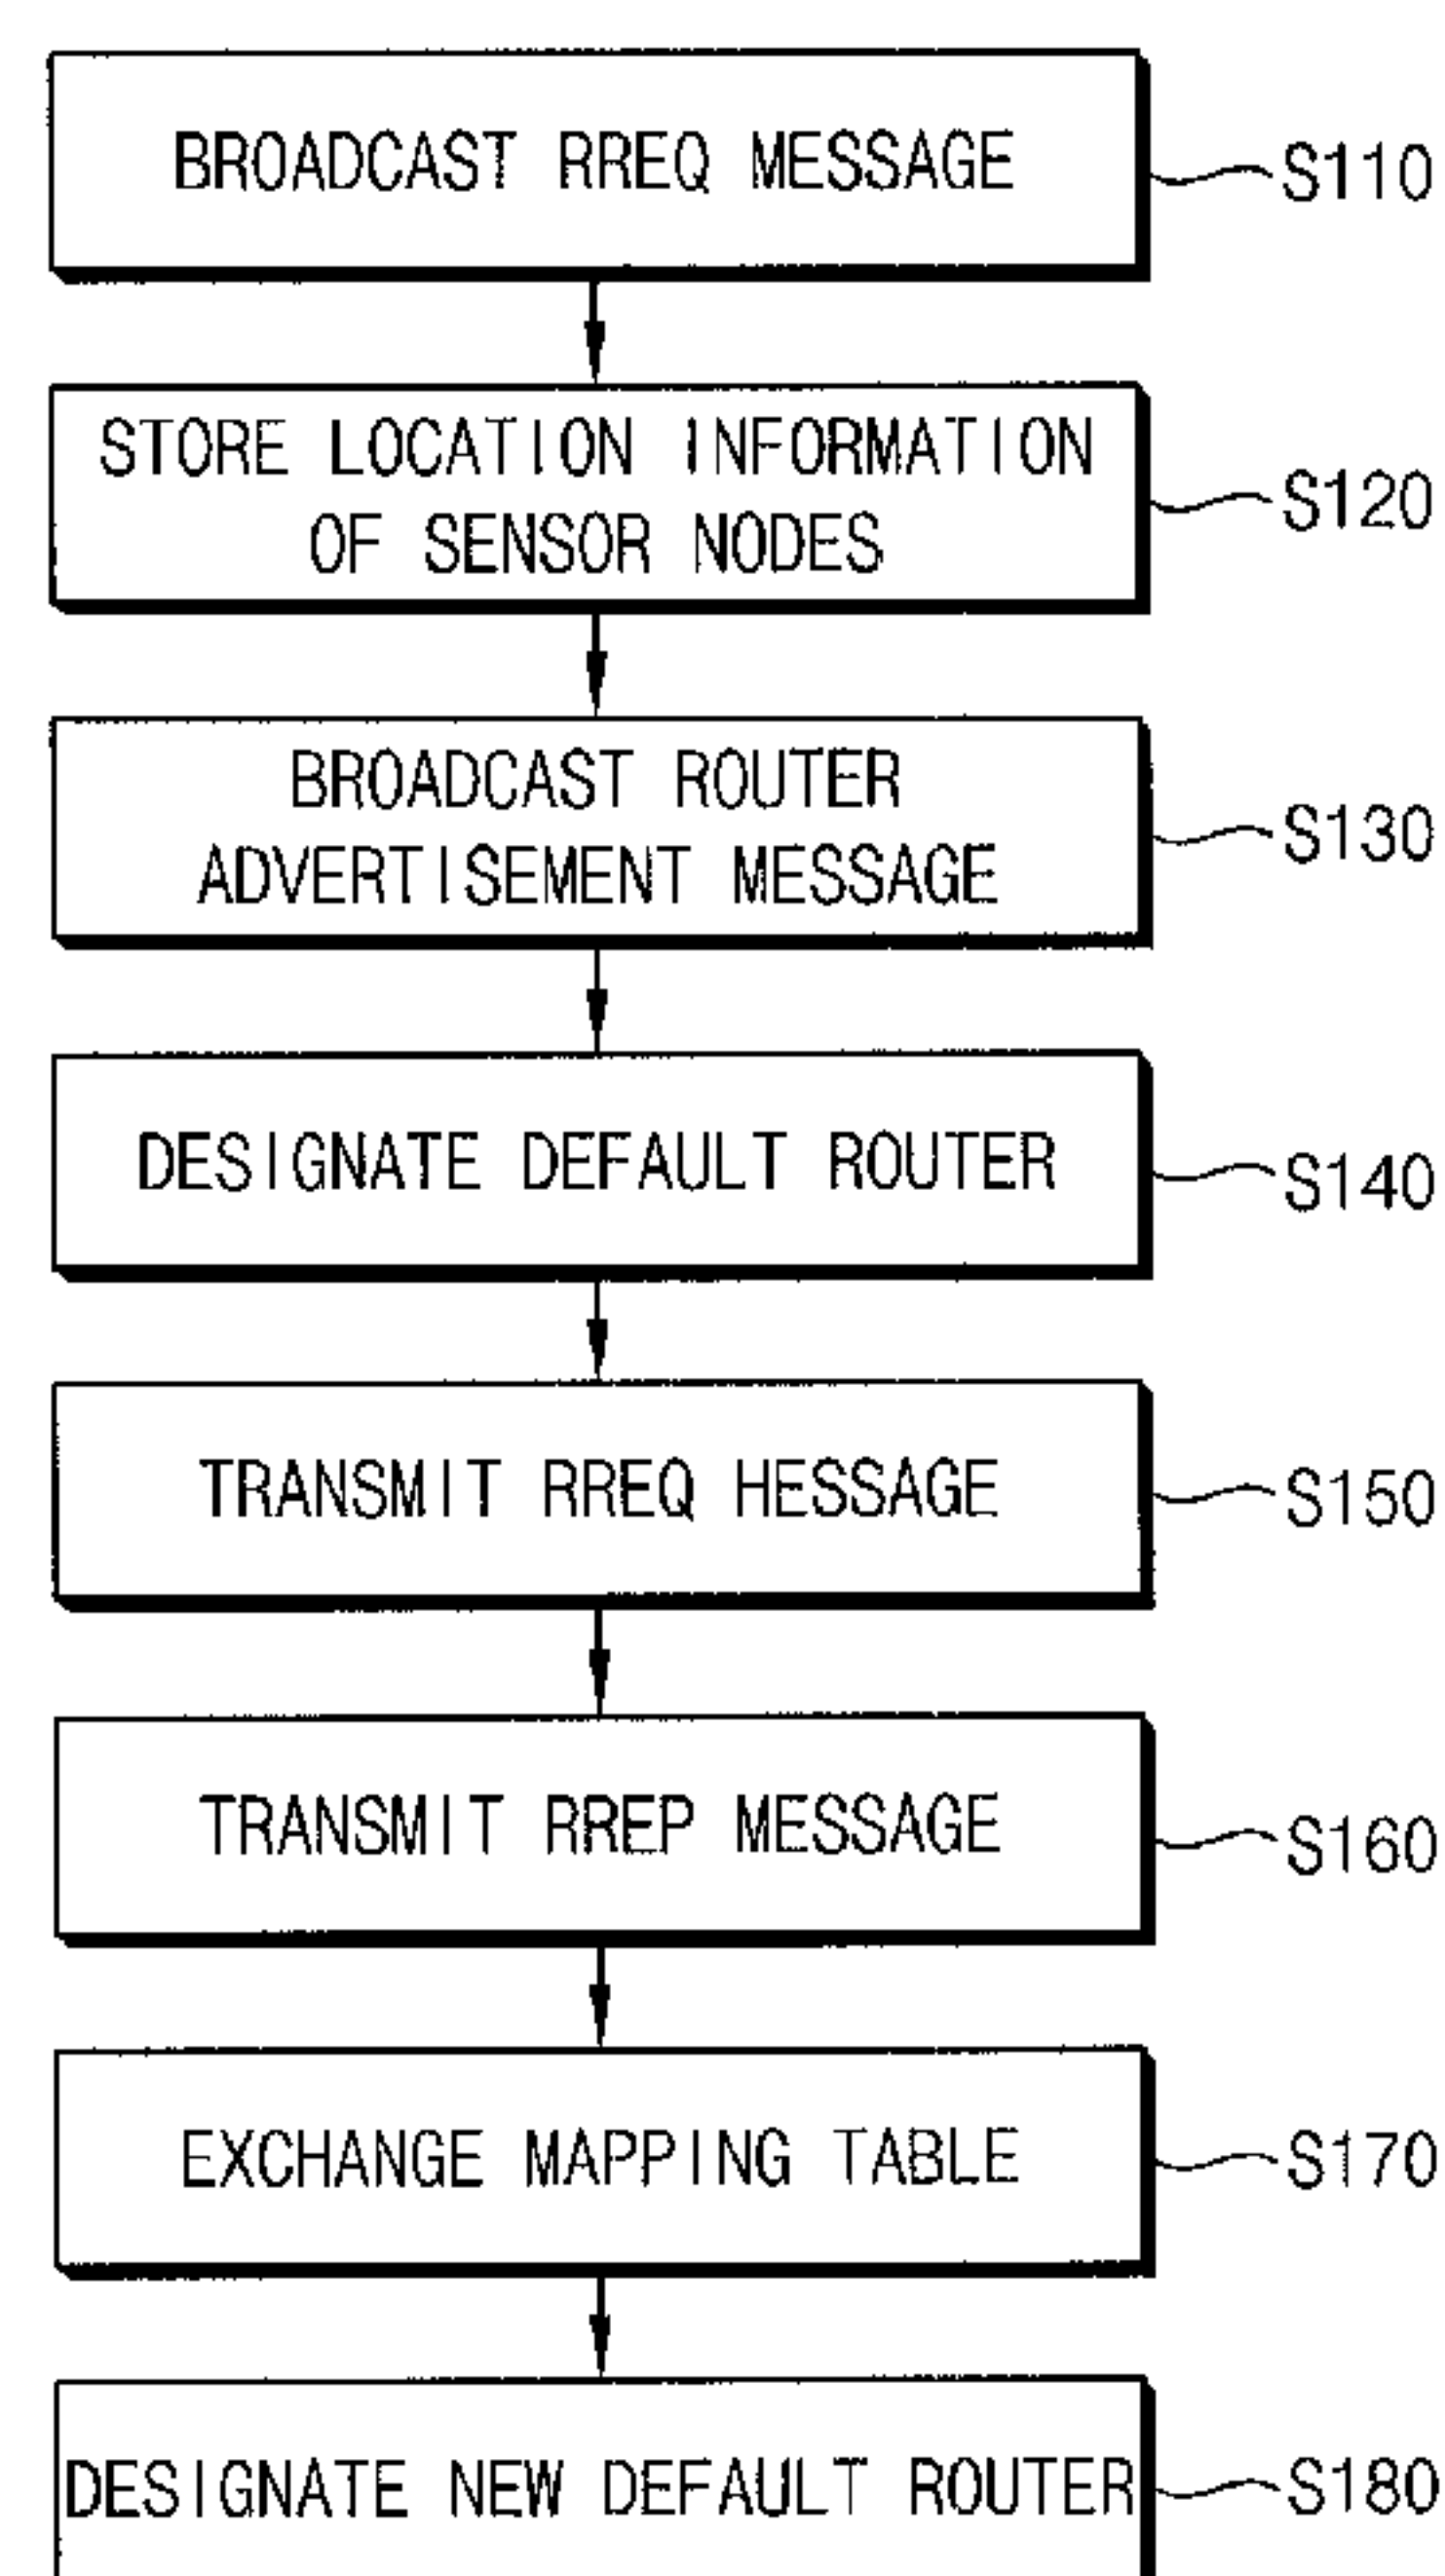 BROADCAST RREQ MESSAGE
S110
STORE LOCATION INFORMATION
OF SENSOR NODES
S120
BROADCAST ROUTER
ADVERTISEMENT MESSAGE
S130
DESIGNATE DEFAULT ROUTER
S140
TRANSMIT RREQ HESSAGE
S150
TRANSMIT RREP MESSAGE
S160
EXCHANGE MAPPING TABLE
S170
DESIGNATE NEW DEFAULT ROUTER
S180